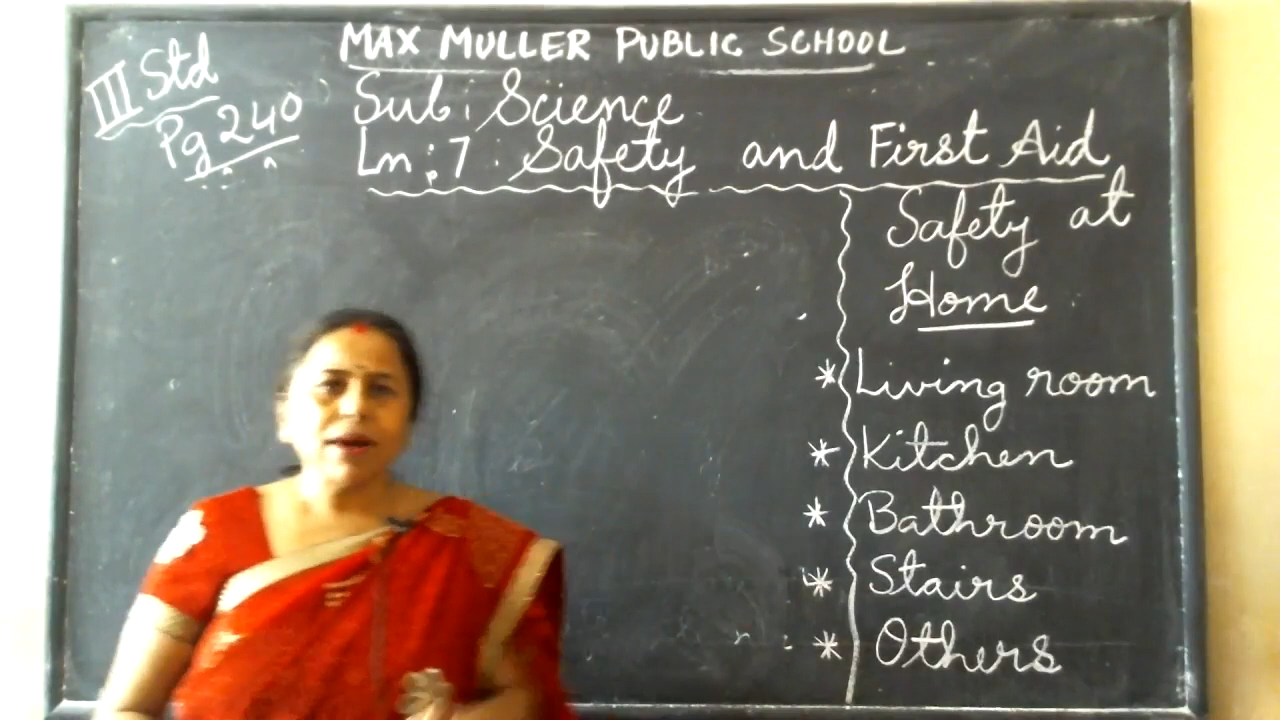 MAX MULLER PUBLIC SCHOOL
III Std
Sub: Science
Pg 240
Ln: 7: Safety and First Aid
Safety at
Home
* Living room
* Kitchen
* Bathroom
* Stairs
* Others